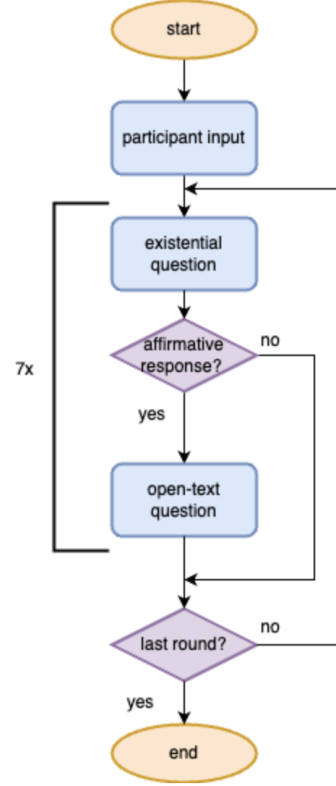 start
participant input
existential
question
affirmative
response?
no
7x
yes
open-text
question
last round?
no
yes
end